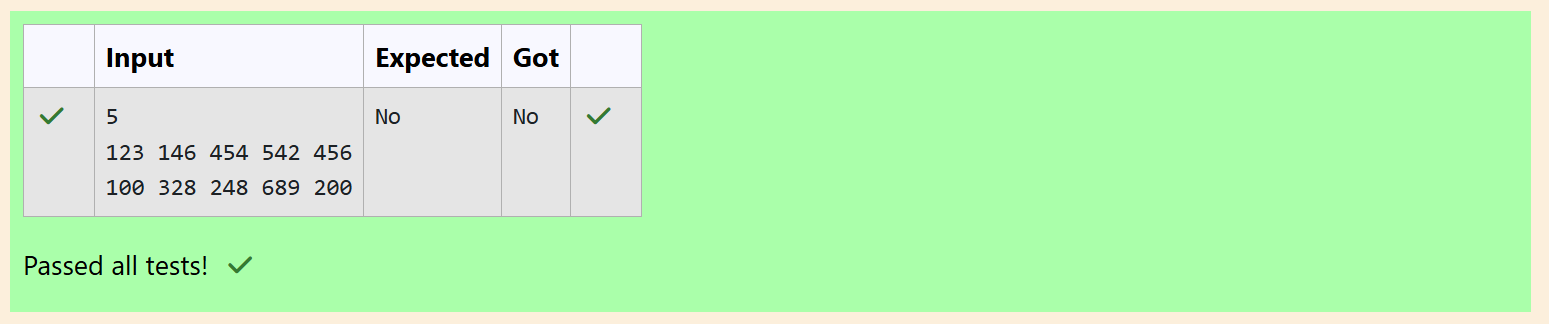 Input Expected Got
5 No No
123 146 454 542 456
100 328 248 689 200
Passed all tests!